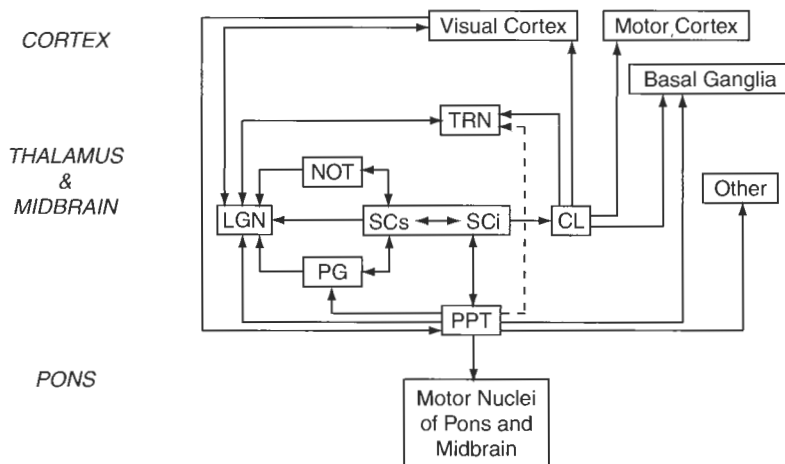 CORTEX
Visual Cortex
Motor Cortex
Basal Ganglia
TRN
THALAMUS
&
MIDBRAIN
NOT
Other
LGN
SCs
SCi
CL
PG
PPT
PONS
Motor Nuclei
of Pons and
Midbrain